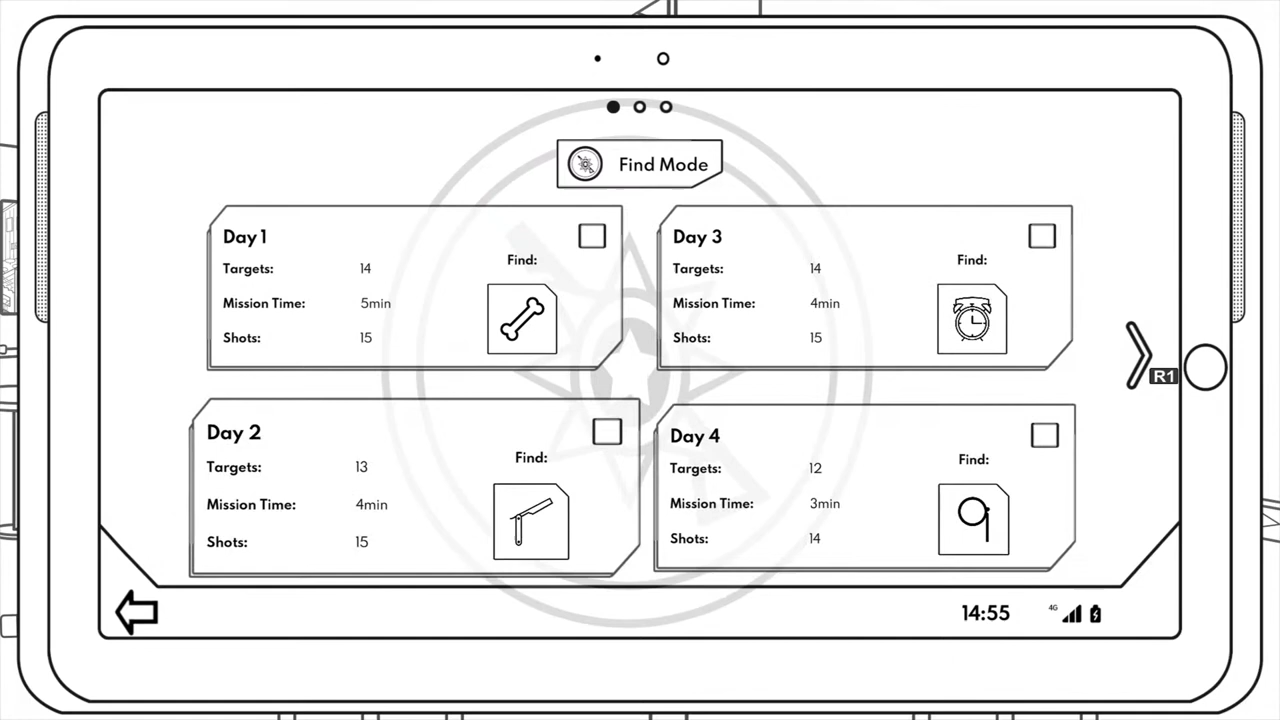 Find Mode
Day 1
Find:
Targets: 14
Mission Time: 5min
Shots: 15
Day 3
Find:
Targets: 14
Mission Time: 4min
Shots: 15
R1
Day 2
Find:
Targets: 13
Mission Time: 4min
Shots: 15
Day 4
Find:
Targets: 12
Mission Time: 3min
Shots: 14
14:55 4G